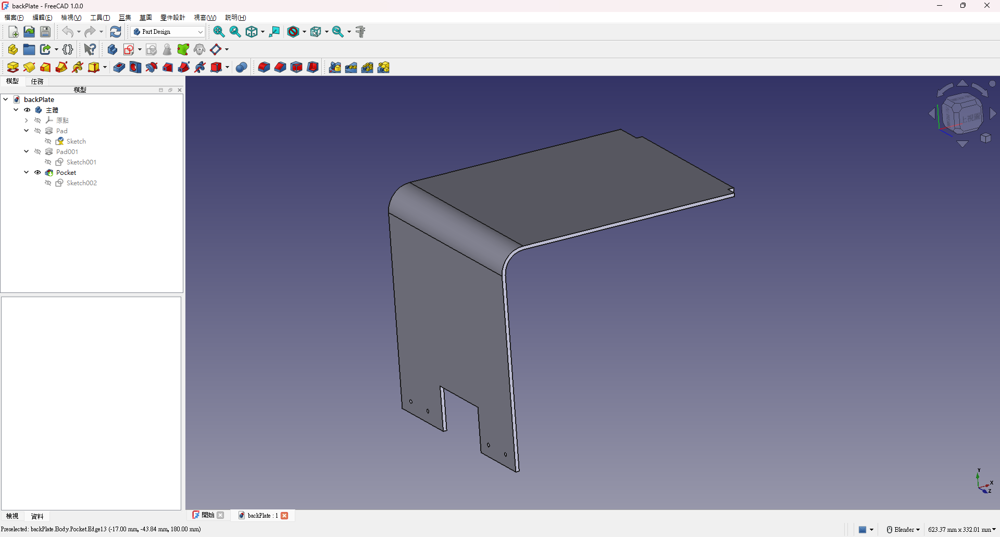 backPlate - FreeCAD 1.0.0
檔案(F) 編輯(E) 檢視(V) 工具(T) 巨集 草圖 零件設計 視窗(W) 説明(H)
Part Design
模型 任務
模型
backPlate
主體
原點
Pad
Sketch
Pad001
Sketch001
Pocket
Sketch002
上視圖
Y
X
Z
檢視 資料
開始 backPlate : 1
Preselected: backPlate.Body.Pocket.Edge13 (-17.00 mm, -43.84 mm, 180.00 mm)
Blender 623.37 mm x 332.01 mm